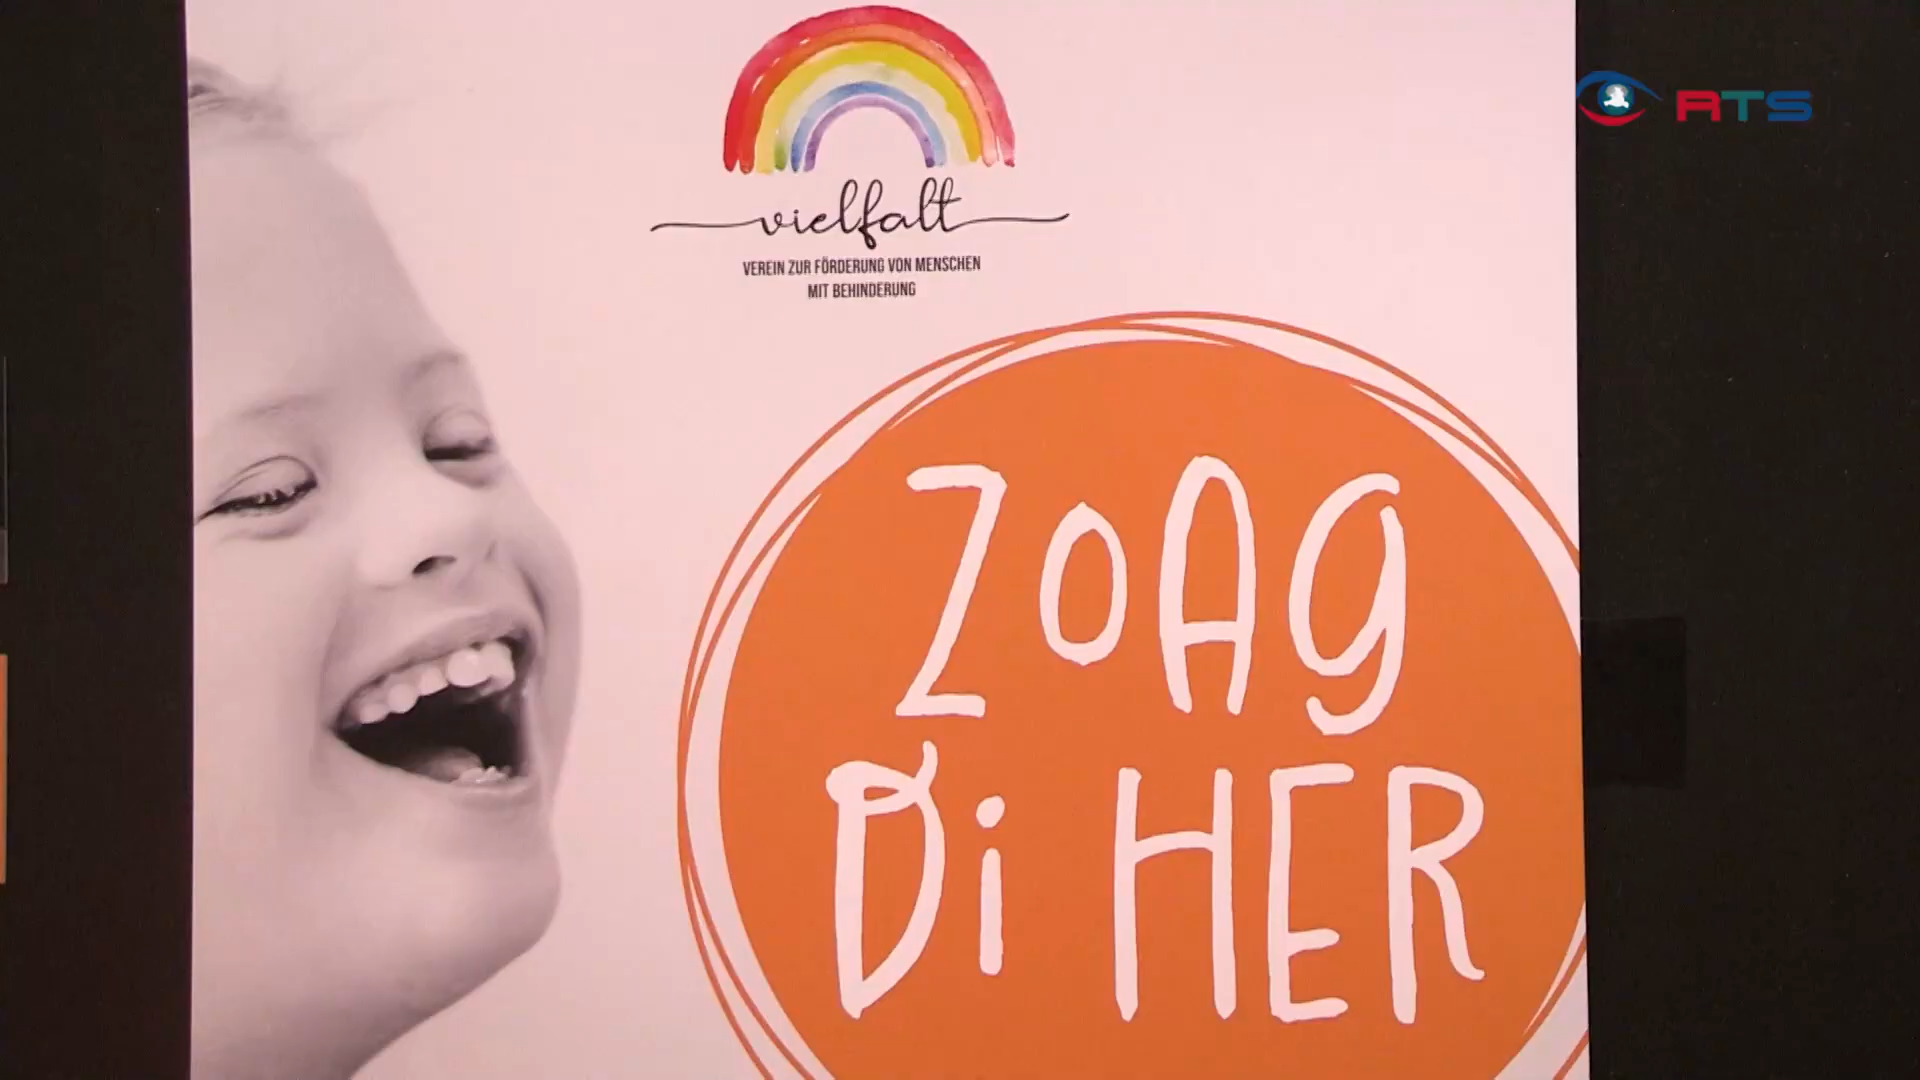 RTS
vielfalt
VEREIN ZUR FÖRDERUNG VON MENSCHEN
MIT BEHINDERUNG
ZOAG
Di HER